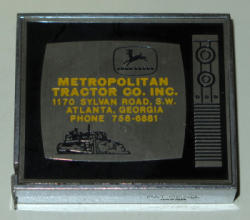 METROPOLITAN
TRACTOR CO. INC.
1170 SYLVAN ROAD, S.W.
ATLANTA, GEORGIA
PHONE 758-6881